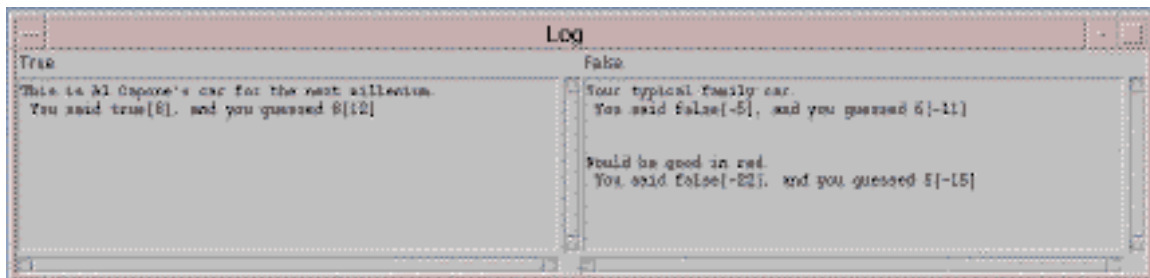 Log
True
False
This is Al Capone's car for the next millenium.
You said true[8], and you guessed 8[12]
Your typical family car.
You said false[-5], and you guessed 6[-11]
Would be good in red.
You said false[-22], and you guessed 5[-15]